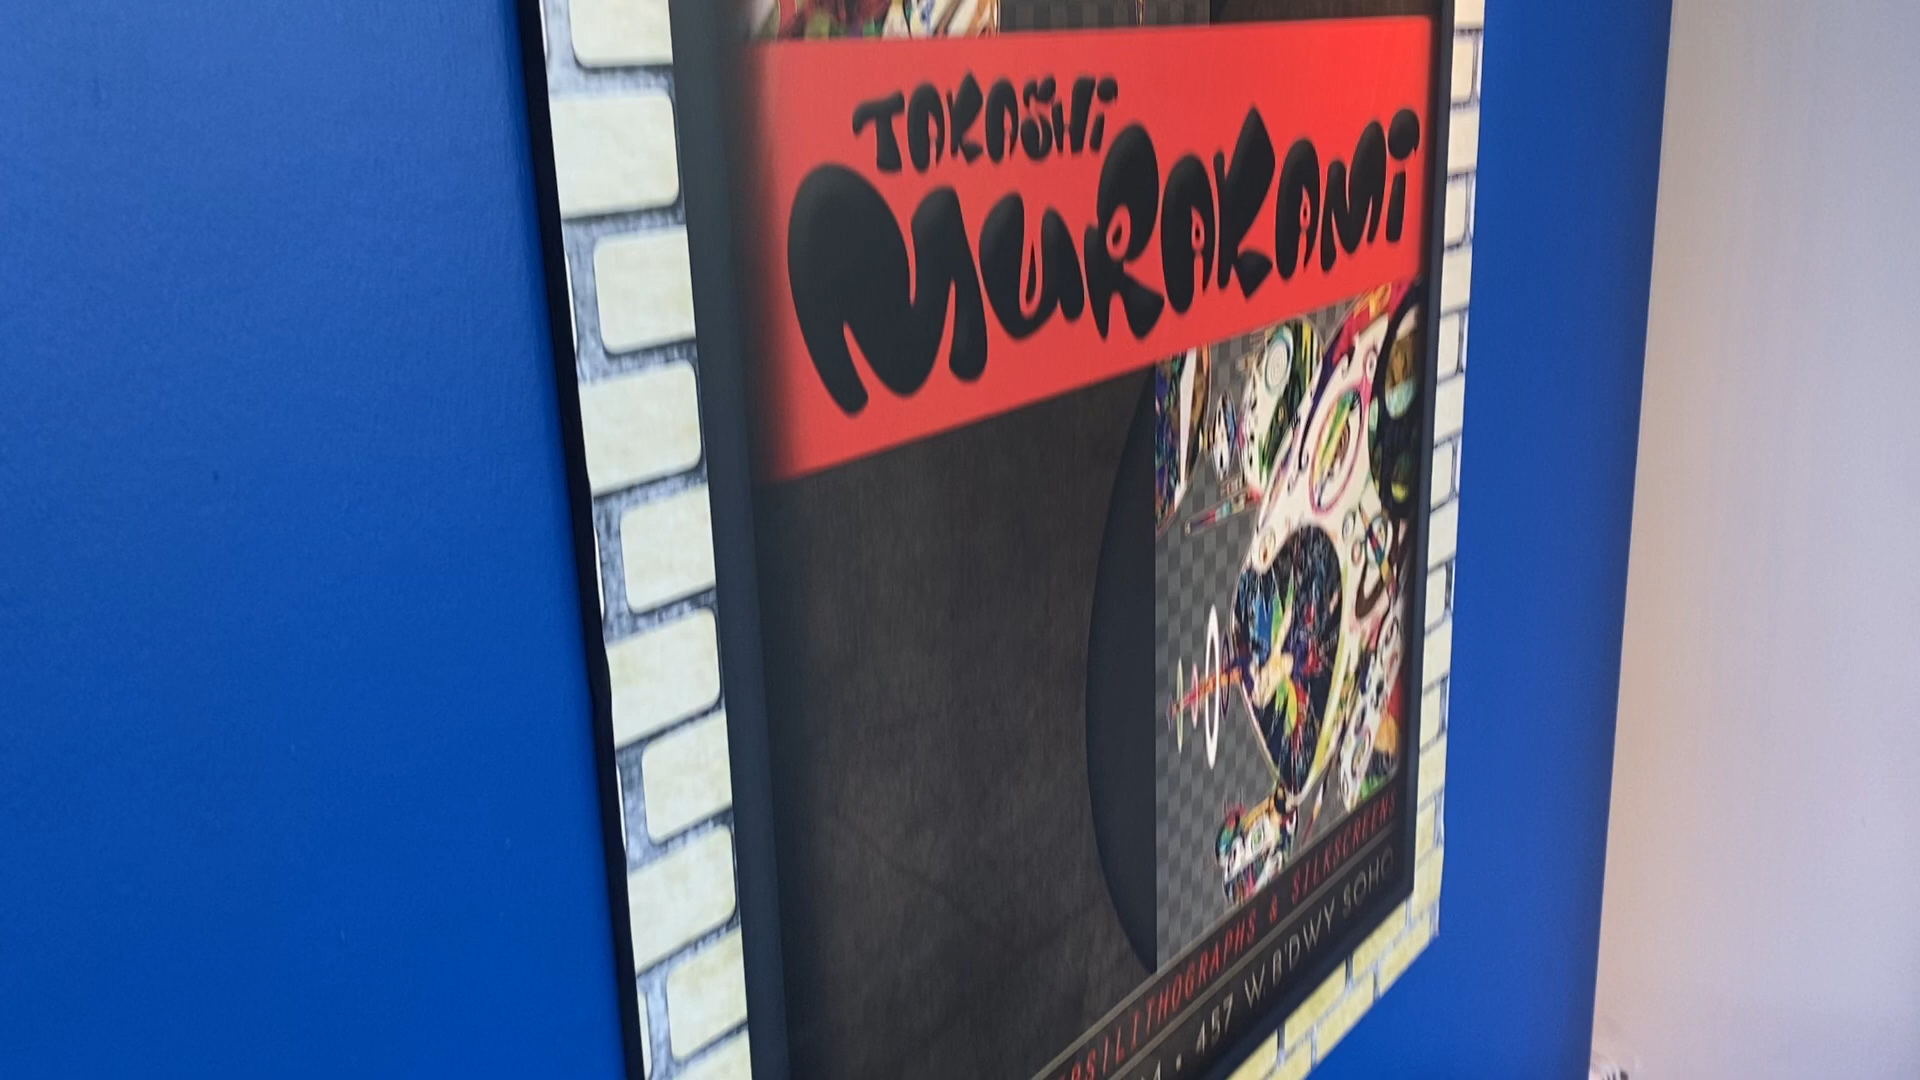 TAKASHI
MURAKAMI
LITHOGRAPHS & SILKSCREENS
• 457 W. B'DWY SOHO